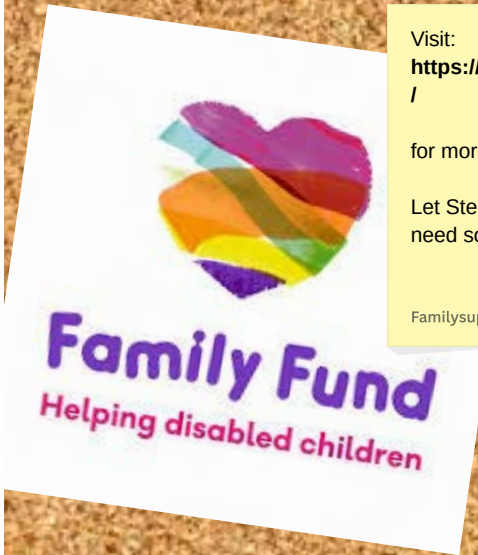 Visit:
https://
/
for mor
Let Ste
need so
Familysu
Family Fund
Helping disabled children